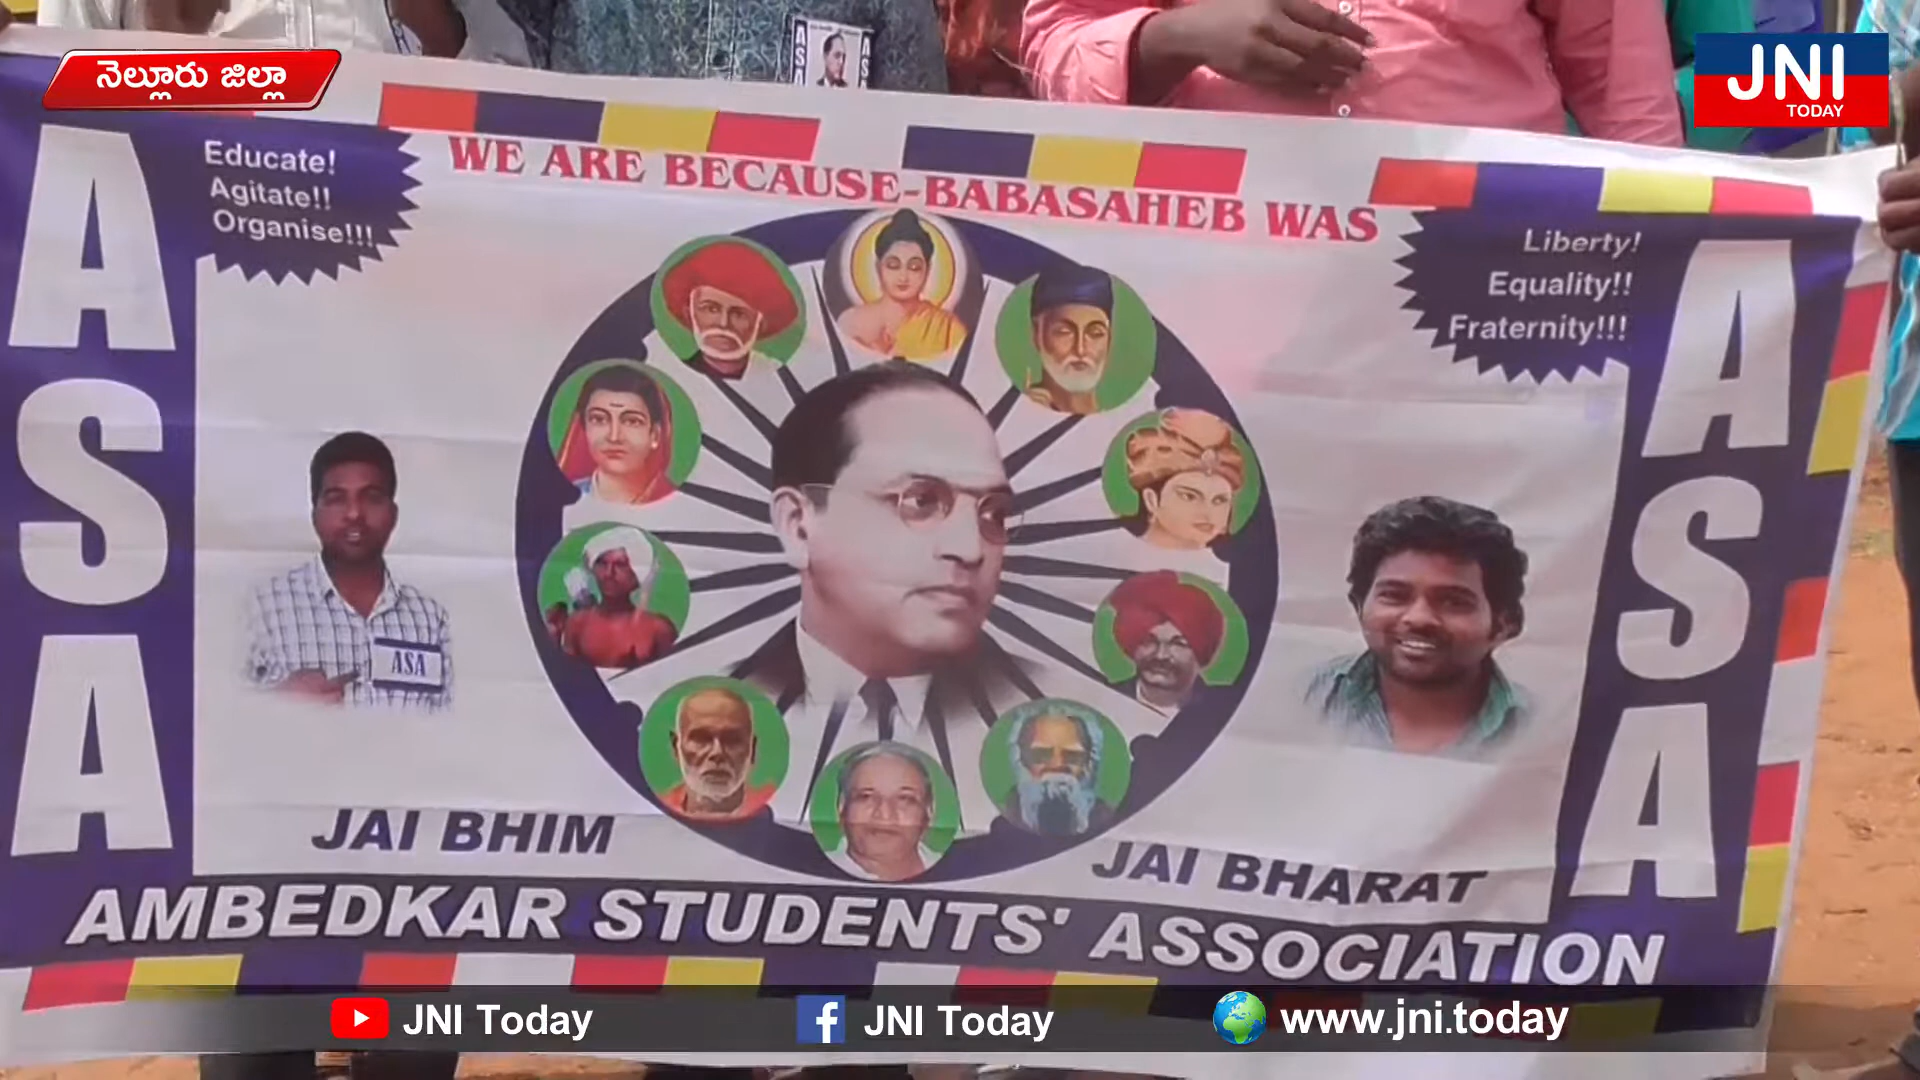 నెల్లూరు జిల్లా
JNI
TODAY
ASA
Educate!
Agitate!!
Organise!!!
WE ARE BECAUSE-BABASAHEB WAS
Liberty!
Equality!!
Fraternity!!!
ASA
ASA
ASA
JAI BHIM
JAI BHARAT
AMBEDKAR STUDENTS' ASSOCIATION
JNI Today
JNI Today
www.jni.today